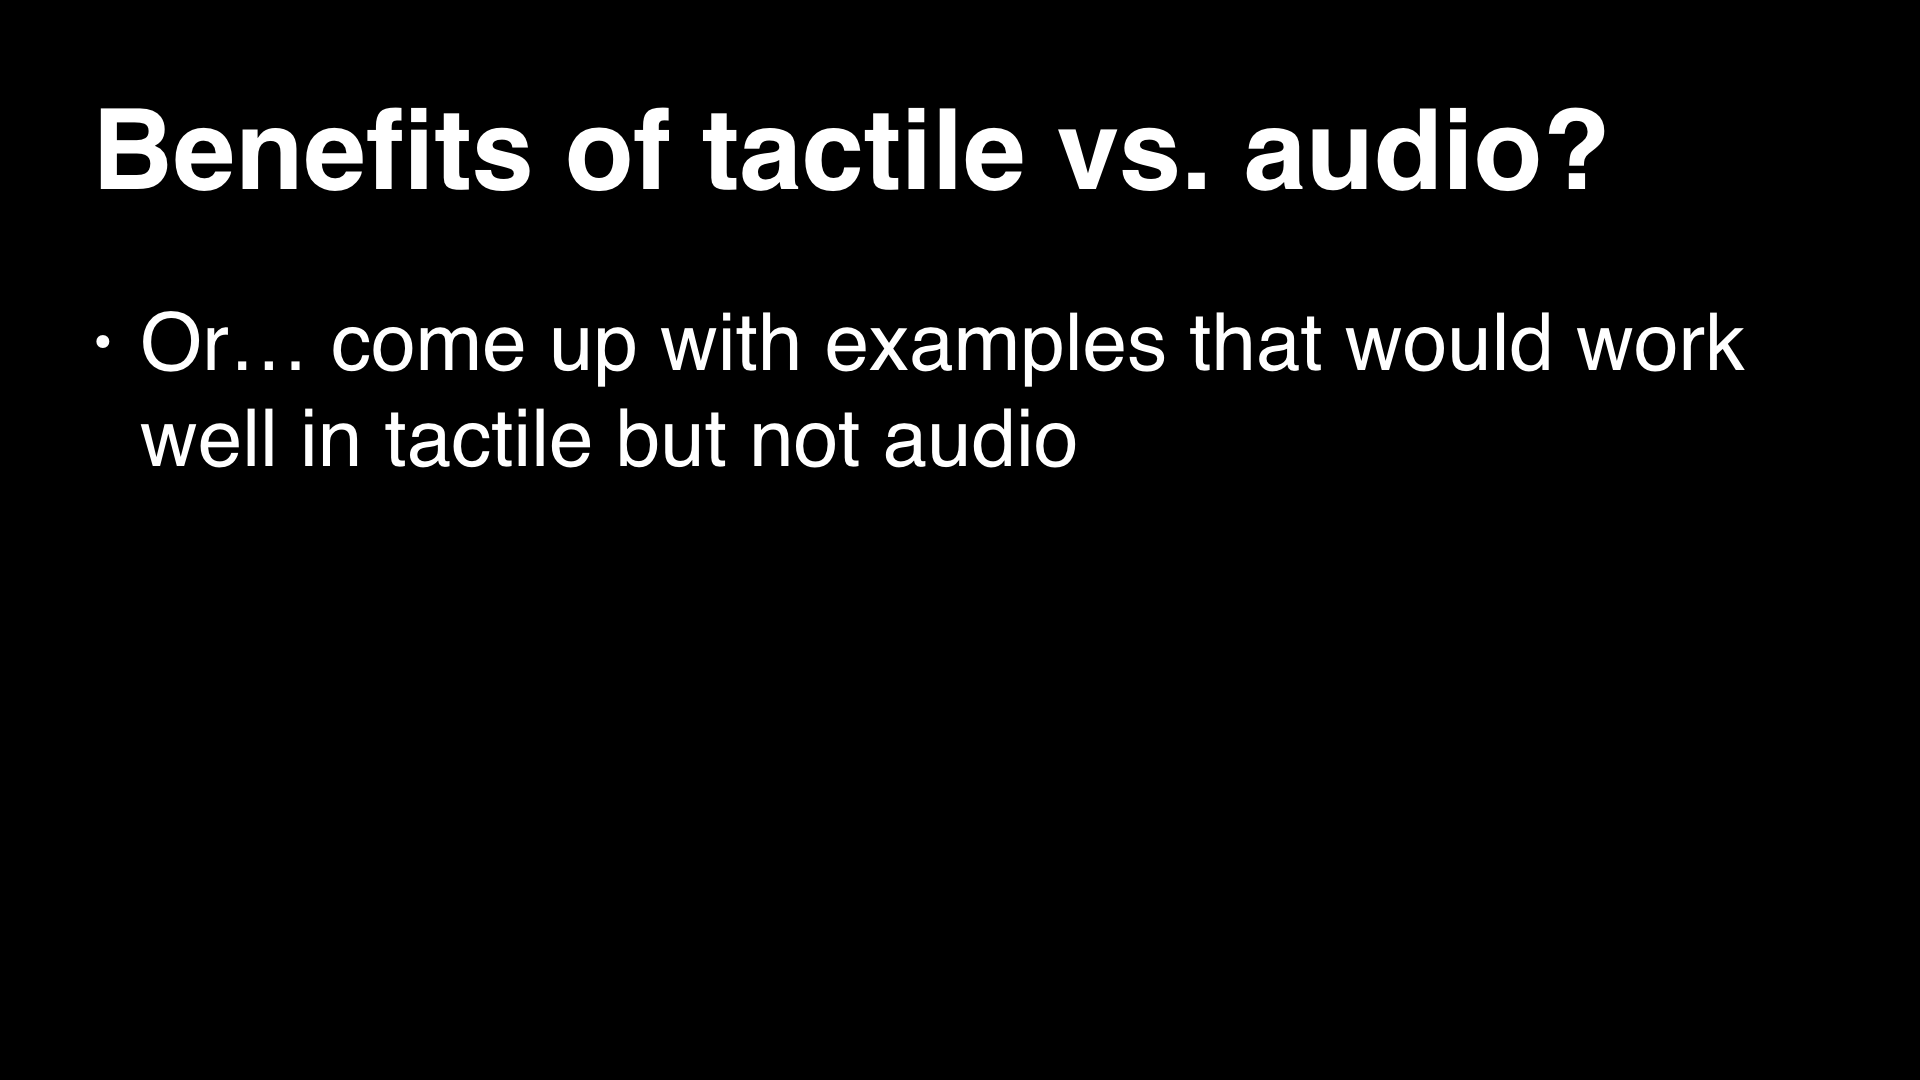 Benefits of tactile vs. audio?
• Or… come up with examples that would work
well in tactile but not audio